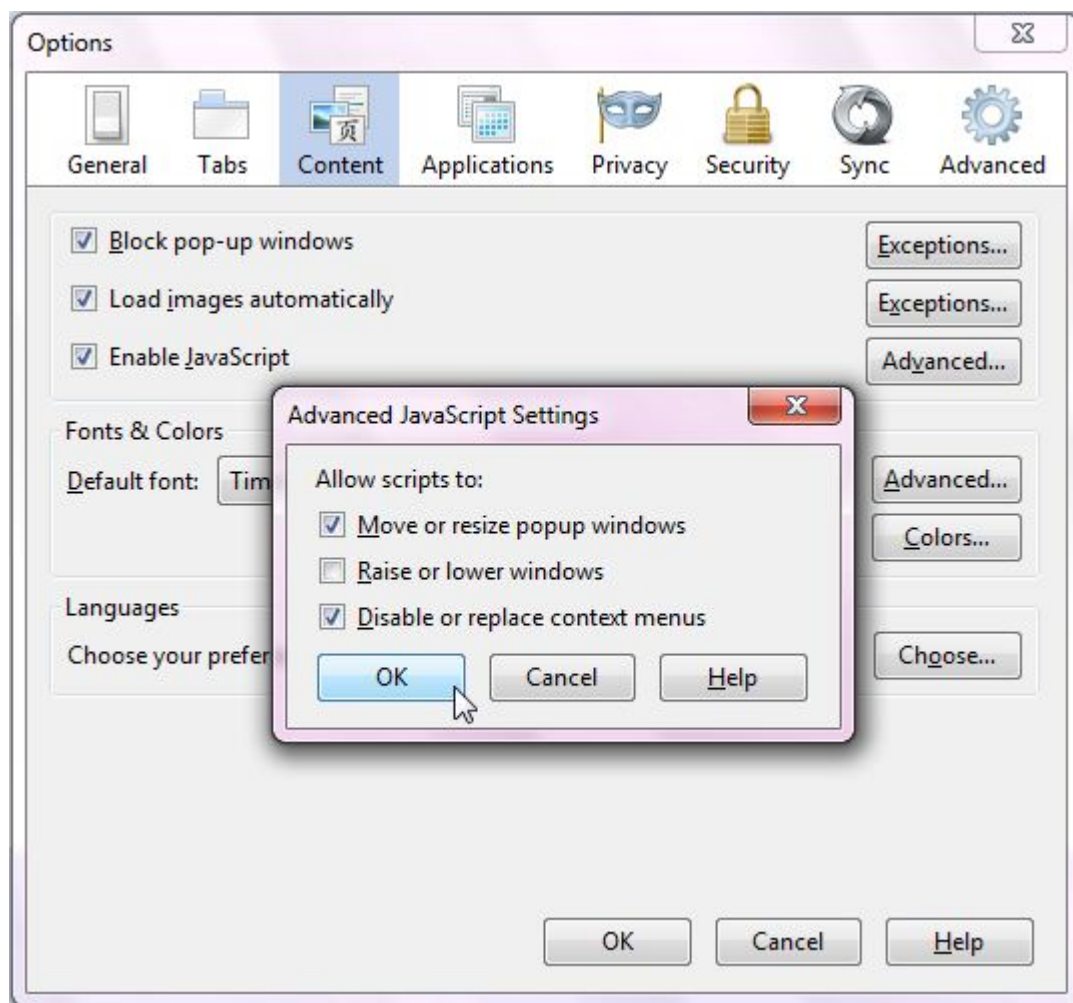 Options
General Tabs Content Applications Privacy Security Sync Advanced
页
Block pop-up windows Exceptions...
Load images automatically Exceptions...
Enable JavaScript Advanced...
Advanced JavaScript Settings
Fonts & Colors
Default font: Allow scripts to: Advanced...
Move or resize popup windows
Colors...
Raise or lower windows
Languages
Disable or replace context menus
Choose your Choose...
OK Cancel Help
OK Cancel Help